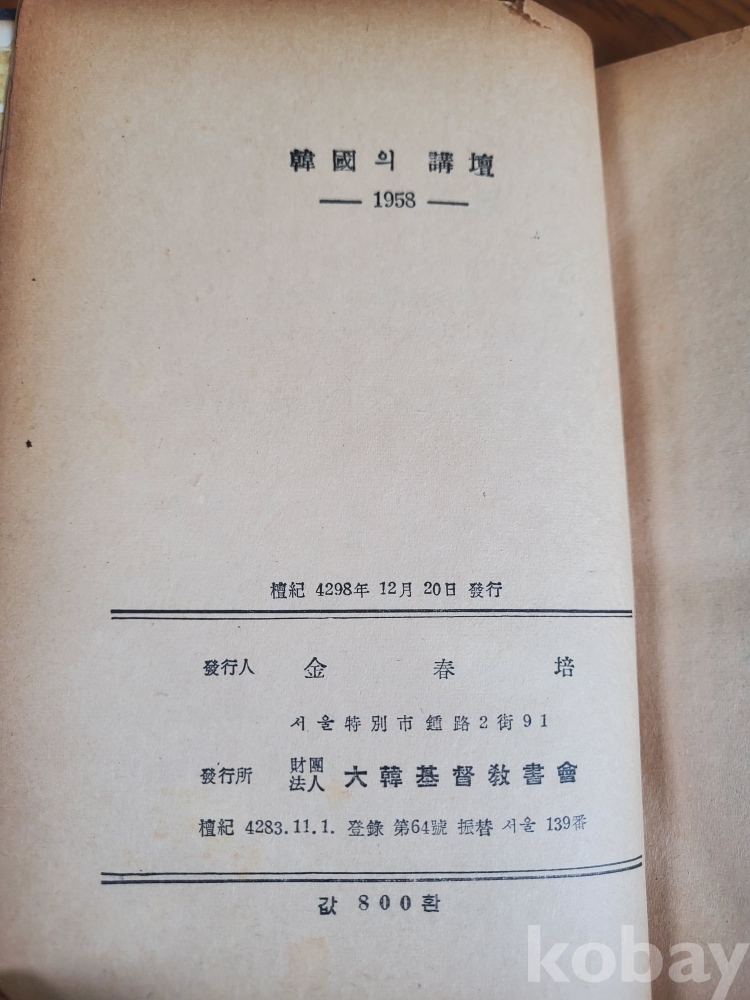 韓國의 講壇
— 1958 —
檀紀 4298年 12月 20日 發行
發行人 金春培
서울特別市鍾路2街91
發行所 財團法人 大韓基督敎書會
檀紀 4283.11.1. 登錄 第64號 振替 서울 139番
값 800환
kobay